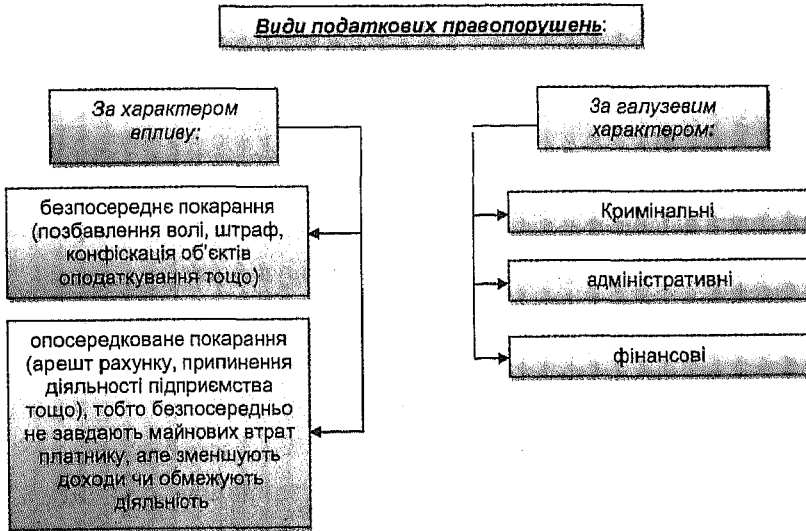 Види податкових правопорушень:
За характером
впливу:
безпосереднє покарання
(позбавлення волі, штраф,
конфіскація об'єктів
оподаткування тощо)
опосередковане покарання
(арешт рахунку, припинення
діяльності підприємства
тощо), тобто безпосередньо
не завдають майнових втрат
платнику, але зменшують
доходи чи обмежують
діяльність
За галузевим
характером:
Кримінальні
адміністративні
фінансові